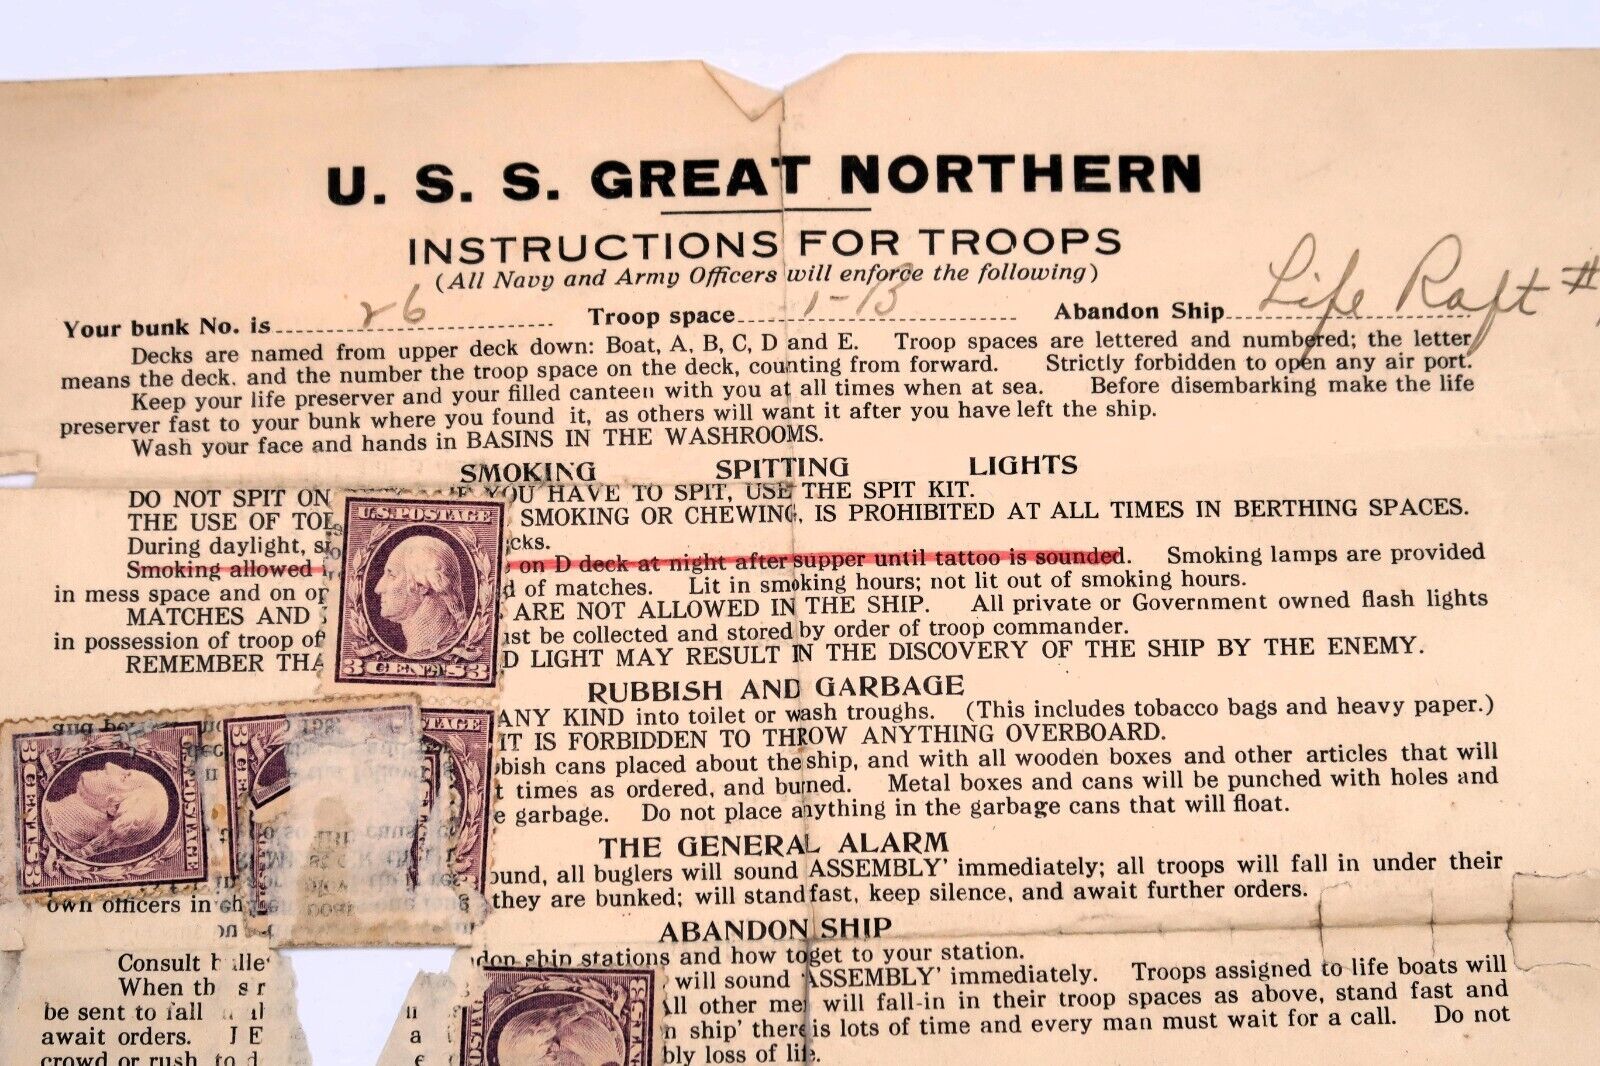 U. S. S. GREAT NORTHERN
INSTRUCTIONS FOR TROOPS
(All Navy and Army Officers will enforce the following)
Your bunk No. is 26 Troop space 1-B Abandon Ship Life Raft #
Decks are named from upper deck down: Boat, A, B, C, D and E. Troop spaces are lettered and numbered; the letter
means the deck. and the number the troop space on the deck, counting from forward. Strictly forbidden to open any air port.
Keep your life preserver and your filled canteen with you at all times when at sea. Before disembarking make the life
preserver fast to your bunk where you found it, as others will want it after you have left the ship.
Wash your face and hands in BASINS IN THE WASHROOMS.
SMOKING SPITTING LIGHTS
DO NOT SPIT ON IF YOU HAVE TO SPIT, USE THE SPIT KIT.
THE USE OF SMOKING OR CHEWING, IS PROHIBITED AT ALL TIMES IN BERTHING SPACES.
During daylight, cks.
Smoking allowed on D deck at night after supper until tattoo is sounded. Smoking lamps are provided
in mess space and on d of matches. Lit in smoking hours; not lit out of smoking hours.
MATCHES AND ARE NOT ALLOWED IN THE SHIP. All private or Government owned flash lights
in possession of troop of ust be collected and stored by order of troop commander.
REMEMBER THA D LIGHT MAY RESULT IN THE DISCOVERY OF THE SHIP BY THE ENEMY.
U.S. POSTAGE
3 CENTS 3
RUBBISH AND GARBAGE
ANY KIND into toilet or wash troughs. (This includes tobacco bags and heavy paper.)
IT IS FORBIDDEN TO THROW ANYTHING OVERBOARD.
bbish cans placed about the ship, and with all wooden boxes and other articles that will
t times as ordered, and burned. Metal boxes and cans will be punched with holes and
e garbage. Do not place anything in the garbage cans that will float.
THE GENERAL ALARM
ound, all buglers will sound ASSEMBLY' immediately; all troops will fall in under their
own officers in they are bunked; will stand fast, keep silence, and await further orders.
ABANDON SHIP
Consult ndon ship stations and how to get to your station.
When will sound 'ASSEMBLY' immediately. Troops assigned to life boats will
be sent to fall All other men will fall-in in their troop spaces as above, stand fast and
await orders. n ship' there is lots of time and every man must wait for a call. Do not
crowd or rush bly loss of life.